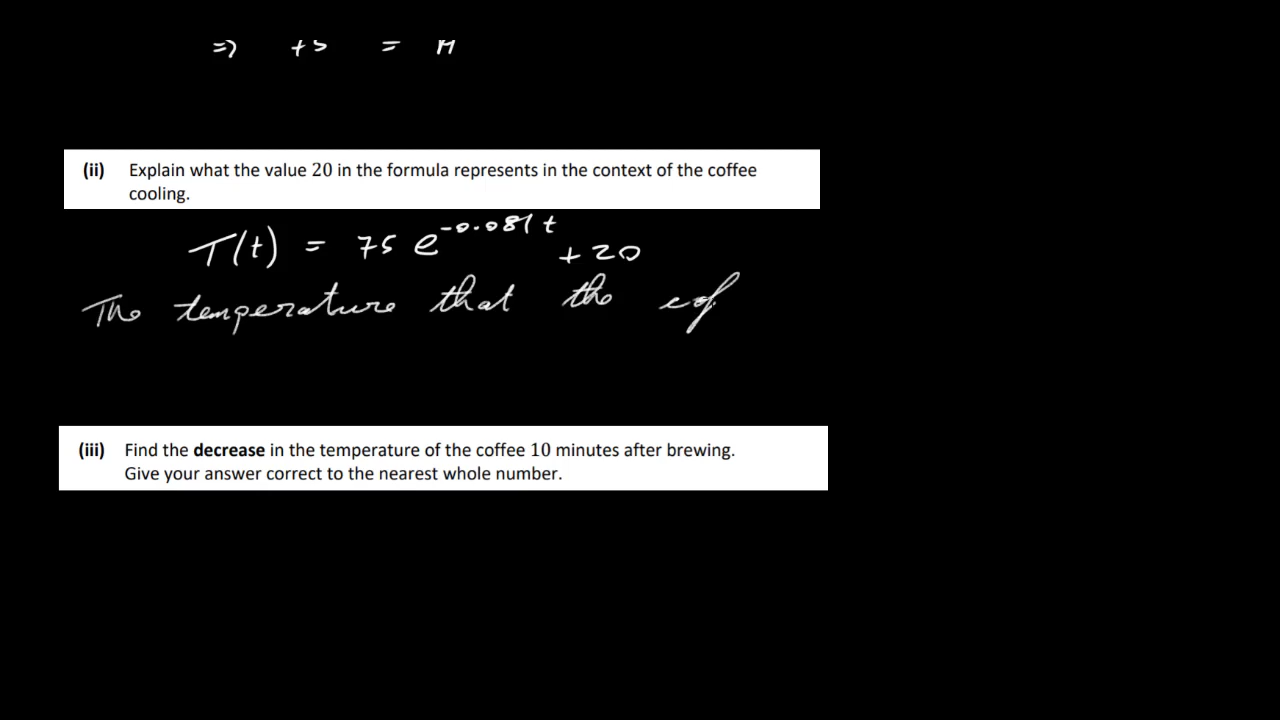 =>
=
(ii) Explain what the value 20 in the formula represents in the context of the coffee
cooling.
T(t) = 75 e^-0.081t + 20
The temperature that the cof
(iii) Find the decrease in the temperature of the coffee 10 minutes after brewing.
Give your answer correct to the nearest whole number.